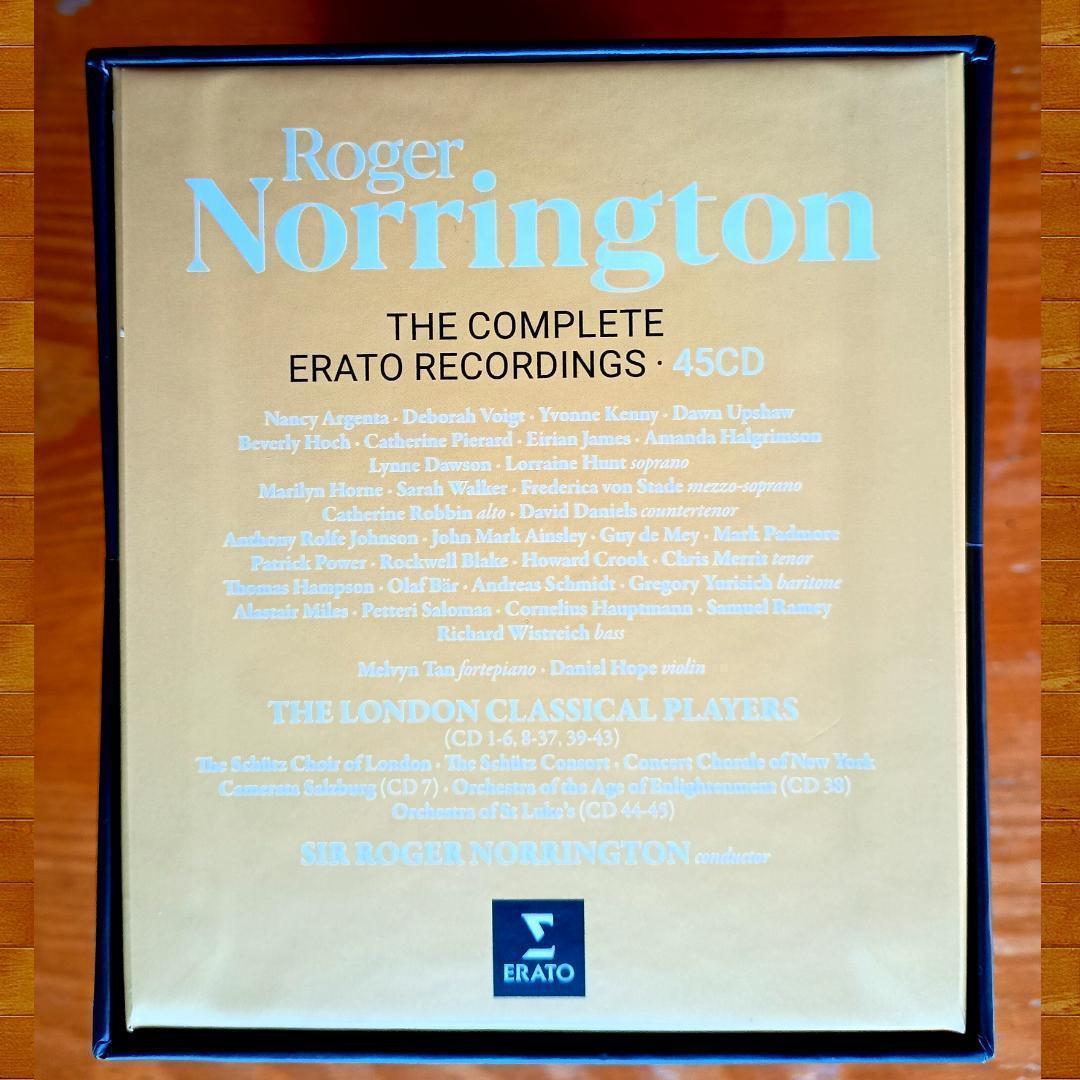 Roger
Norrington
THE COMPLETE
ERATO RECORDINGS · 45CD
Nancy Argenta · Deborah Voigt · Yvonne Kenny · Dawn Upshaw
Beverly Hoch · Catherine Pierard · Eirian James · Amanda Halgrimson
Lynne Dawson · Lorraine Hunt soprano
Marilyn Horne · Sarah Walker · Frederica von Stade mezzo-soprano
Catherine Robbin alto · David Daniels countertenor
Anthony Rolfe Johnson · John Mark Ainsley · Guy de Mey · Mark Padmore
Patrick Power · Rockwell Blake · Howard Crook · Chris Merrit tenor
Thomas Hampson · Olaf Bär · Andreas Schmidt · Gregory Yurisich baritone
Alastair Miles · Petteri Salomaa · Cornelius Hauptmann · Samuel Ramey
Richard Wistreich bass
Melvyn Tan fortepiano · Daniel Hope violin
THE LONDON CLASSICAL PLAYERS
(CD 1-6, 8-37, 39-43)
The Schütz Choir of London · The Schütz Consort · Concert Chorale of New York
Camerata Salzburg (CD 7) · Orchestra of the Age of Enlightenment (CD 38)
Orchestra of St Luke's (CD 44-45)
SIR ROGER NORRINGTON conductor
ERATO